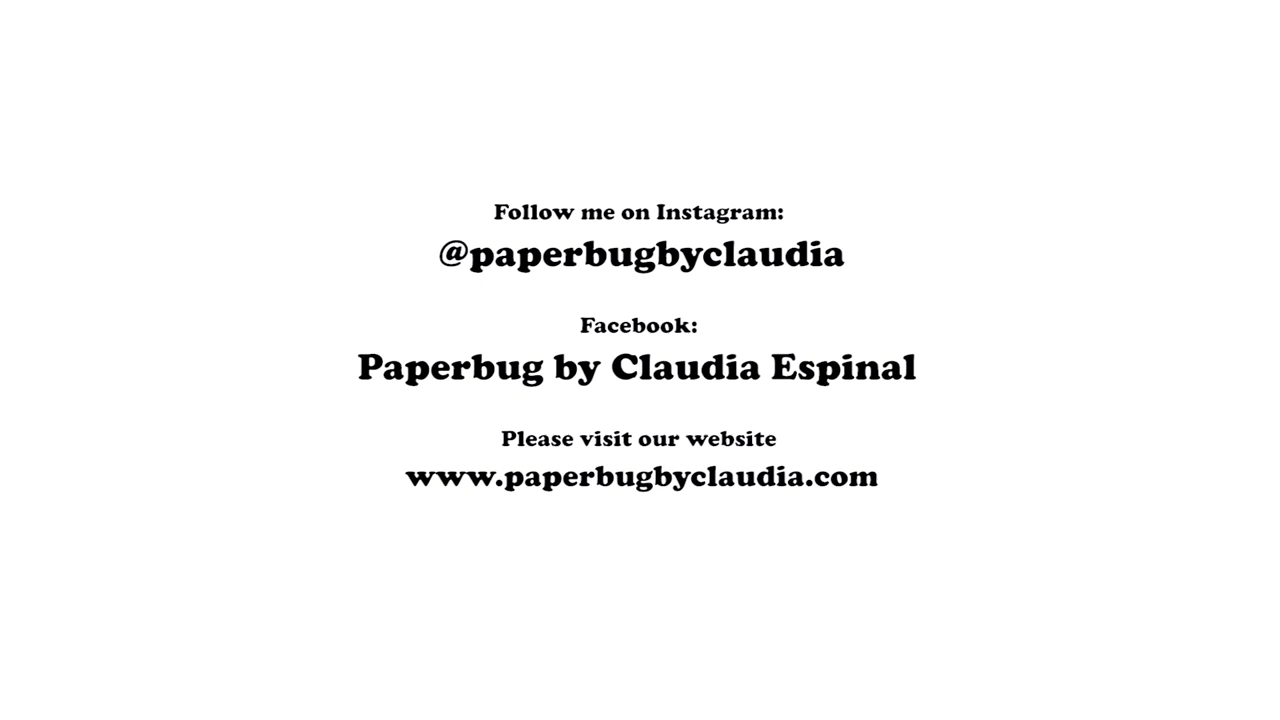 Follow me on Instagram:
@paperbugbyclaudia
Facebook:
Paperbug by Claudia Espinal
Please visit our website
www.paperbugbyclaudia.com